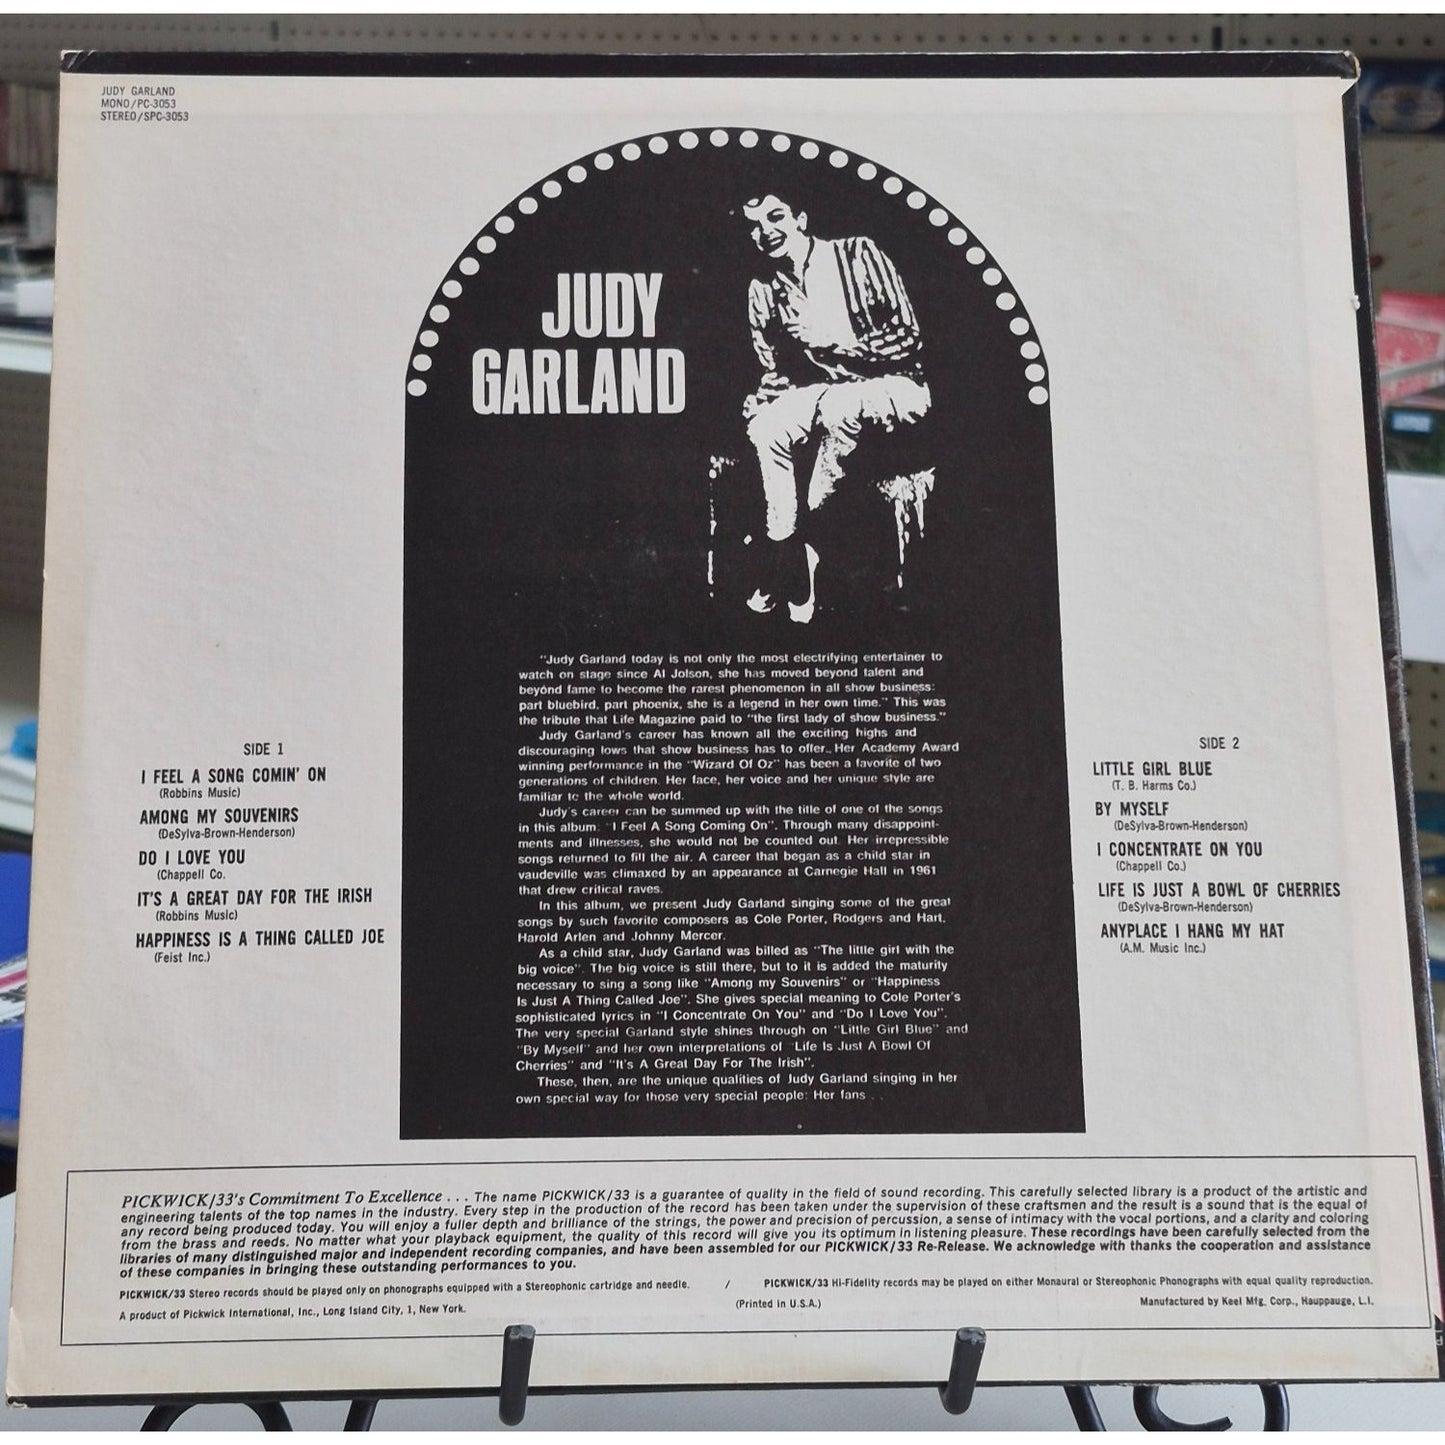 JUDY GARLAND
MONO/PC-3053
STEREO/SPC-3053
JUDY
GARLAND
"Judy Garland today is not only the most electrifying entertainer to
watch on stage since Al Jolson, she has moved beyond talent and
beyond fame to become the rarest phenomenon in all show business:
part bluebird, part phoenix, she is a legend in her own time." This was
the tribute that Life Magazine paid to "the first lady of show business."
Judy Garland's career has known all the exciting highs and
discouraging lows that show business has to offer. Her Academy Award
winning performance in the "Wizard Of Oz" has been a favorite of two
generations of children. Her face, her voice and her unique style are
familiar to the whole world.
Judy's career can be summed up with the title of one of the songs
in this album: "I Feel A Song Coming On". Through many disappoint-
ments and illnesses, she would not be counted out. Her irrepressible
songs returned to fill the air. A career that began as a child star in
vaudeville was climaxed by an appearance at Carnegie Hall in 1961
that drew critical raves.
In this album, we present Judy Garland singing some of the great
songs by such favorite composers as Cole Porter, Rodgers and Hart,
Harold Arlen and Johnny Mercer.
As a child star, Judy Garland was billed as "The little girl with the
big voice". The big voice is still there, but to it is added the maturity
necessary to sing a song like "Among my Souvenirs" or "Happiness
Is Just A Thing Called Joe". She gives special meaning to Cole Porter's
sophisticated lyrics in "I Concentrate On You" and "Do I Love You".
The very special Garland style shines through on "Little Girl Blue" and
"By Myself" and her own interpretations of "Life Is Just A Bowl Of
Cherries" and "It's A Great Day For The Irish".
These, then, are the unique qualities of Judy Garland singing in her
own special way for those very special people: Her fans . .
SIDE 1
I FEEL A SONG COMIN' ON
(Robbins Music)
AMONG MY SOUVENIRS
(DeSylva-Brown-Henderson)
DO I LOVE YOU
(Chappell Co.
IT'S A GREAT DAY FOR THE IRISH
(Robbins Music)
HAPPINESS IS A THING CALLED JOE
(Feist Inc.)
SIDE 2
LITTLE GIRL BLUE
(T. B. Harms Co.)
BY MYSELF
(DeSylva-Brown-Henderson)
I CONCENTRATE ON YOU
(Chappell Co.)
LIFE IS JUST A BOWL OF CHERRIES
(DeSylva-Brown-Henderson)
ANYPLACE I HANG MY HAT
(A.M. Music Inc.)
PICKWICK/33's Commitment To Excellence . . . The name PICKWICK/33 is a guarantee of quality in the field of sound recording. This carefully selected library is a product of the artistic and
engineering talents of the top names in the industry. Every step in the production of the record has been taken under the supervision of these craftsmen and the result is a sound that is the equal of
any record being produced today. You will enjoy a fuller depth and brilliance of the strings, the power and precision of percussion, a sense of intimacy with the vocal portions, and a clarity and coloring
from the brass and reeds. No matter what your playback equipment, the quality of this record will give you its optimum in listening pleasure. These recordings have been carefully selected from the
libraries of many distinguished major and independent recording companies, and have been assembled for our PICKWICK/33 Re-Release. We acknowledge with thanks the cooperation and assistance
of these companies in bringing these outstanding performances to you.
PICKWICK/33 Stereo records should be played only on phonographs equipped with a Stereophonic cartridge and needle. / PICKWICK/33 Hi-Fidelity records may be played on either Monaural or Stereophonic Phonographs with equal quality reproduction.
A product of Pickwick International, Inc., Long Island City, 1, New York. (Printed in U.S.A.) Manufactured by Keel Mfg. Corp., Hauppauge, L.I.